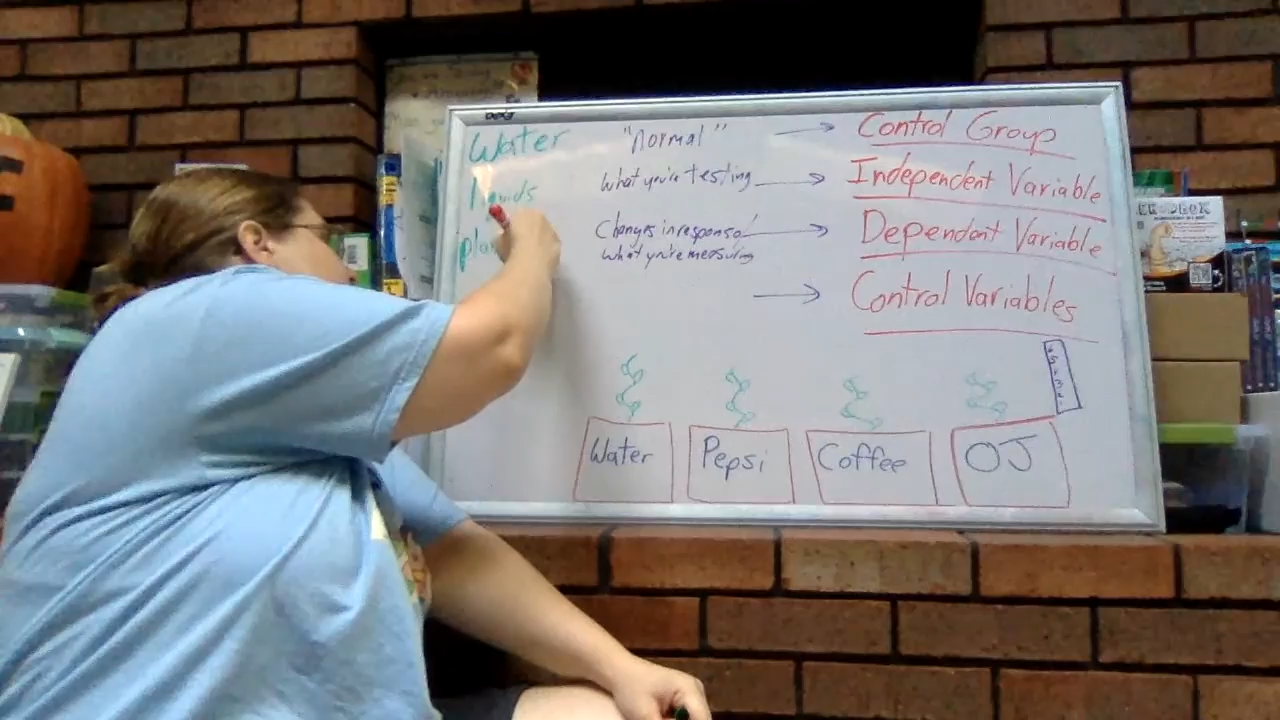 Water "normal" → Control Group
liquids What you're testing → Independent Variable
Changes in response/ → Dependent Variable
What you're measuring
→ Control Variables
Water Pepsi Coffee OJ